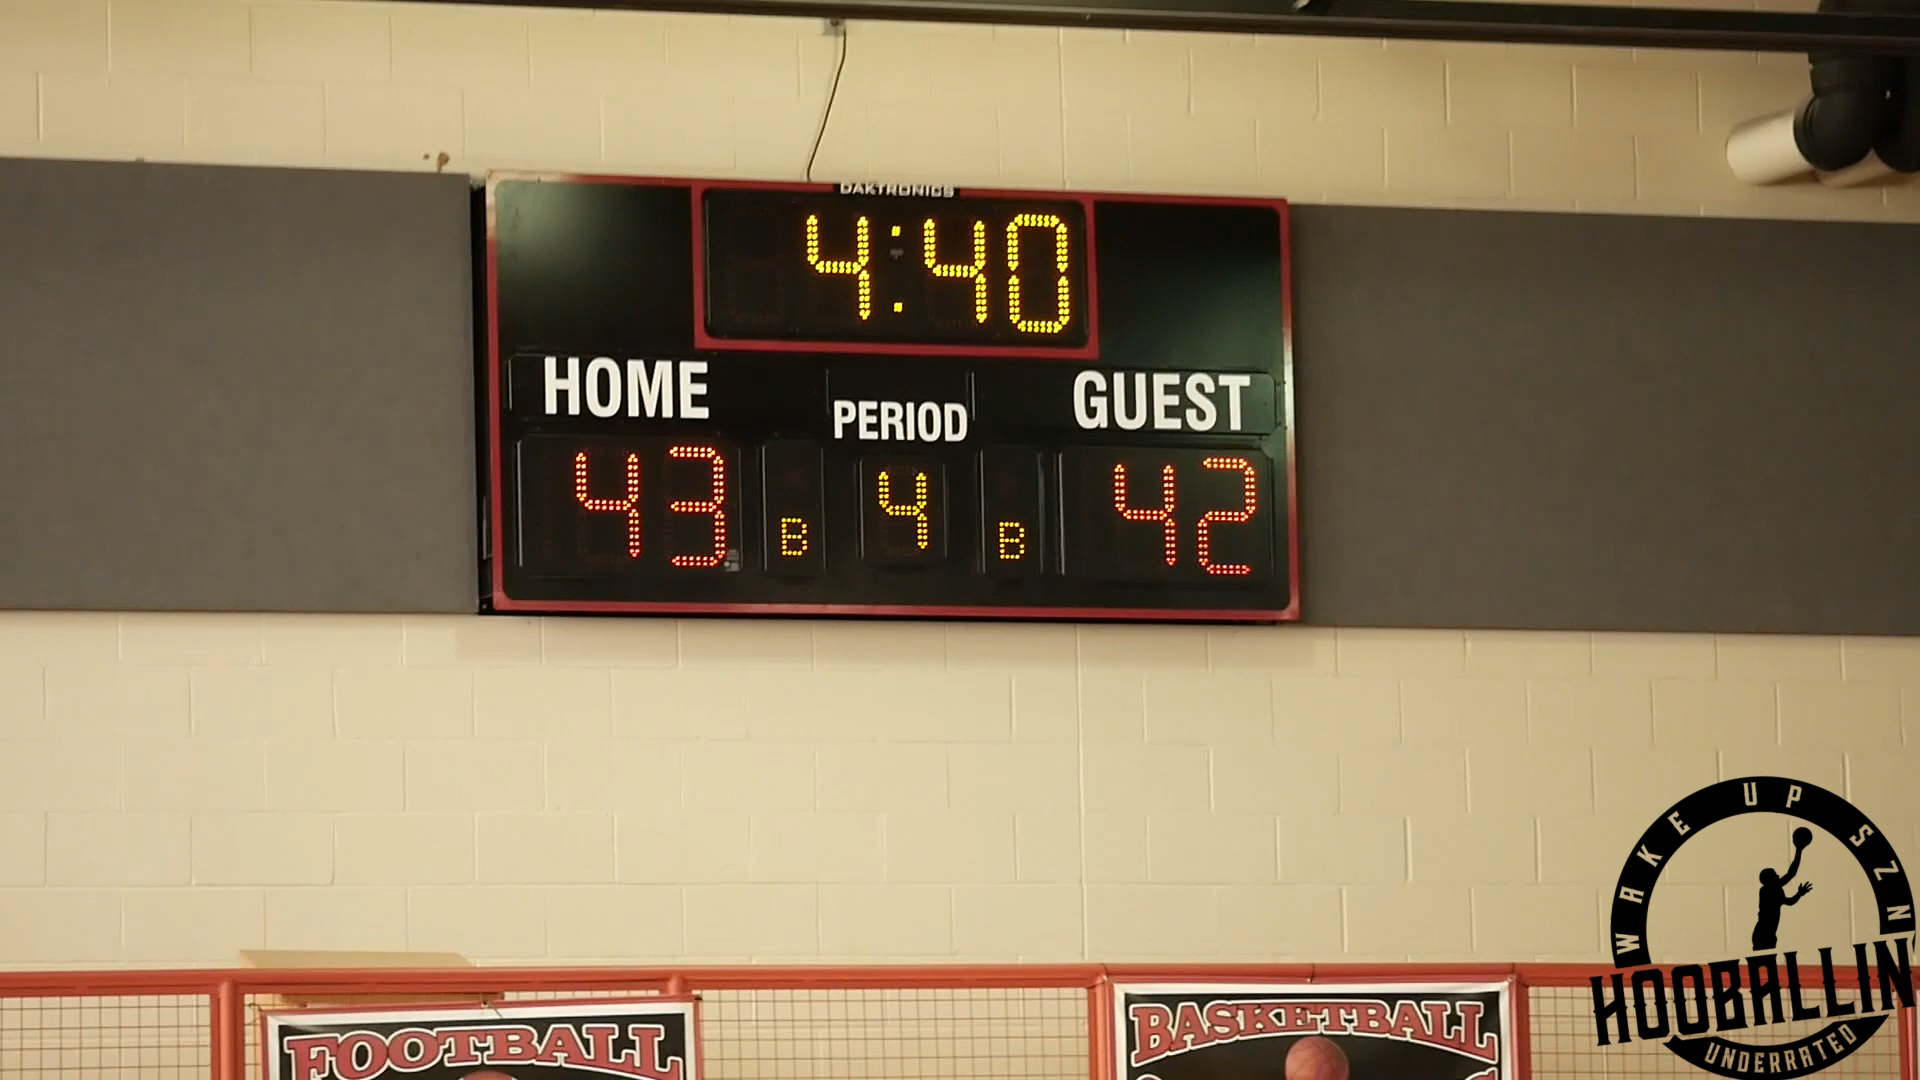 DAKTRONICS
4:40
HOME
PERIOD
GUEST
43
B
4
B
42
WAKE UP SZN
HOOBALLIN
UNDERRATED
FOOTBALL
BASKETBALL